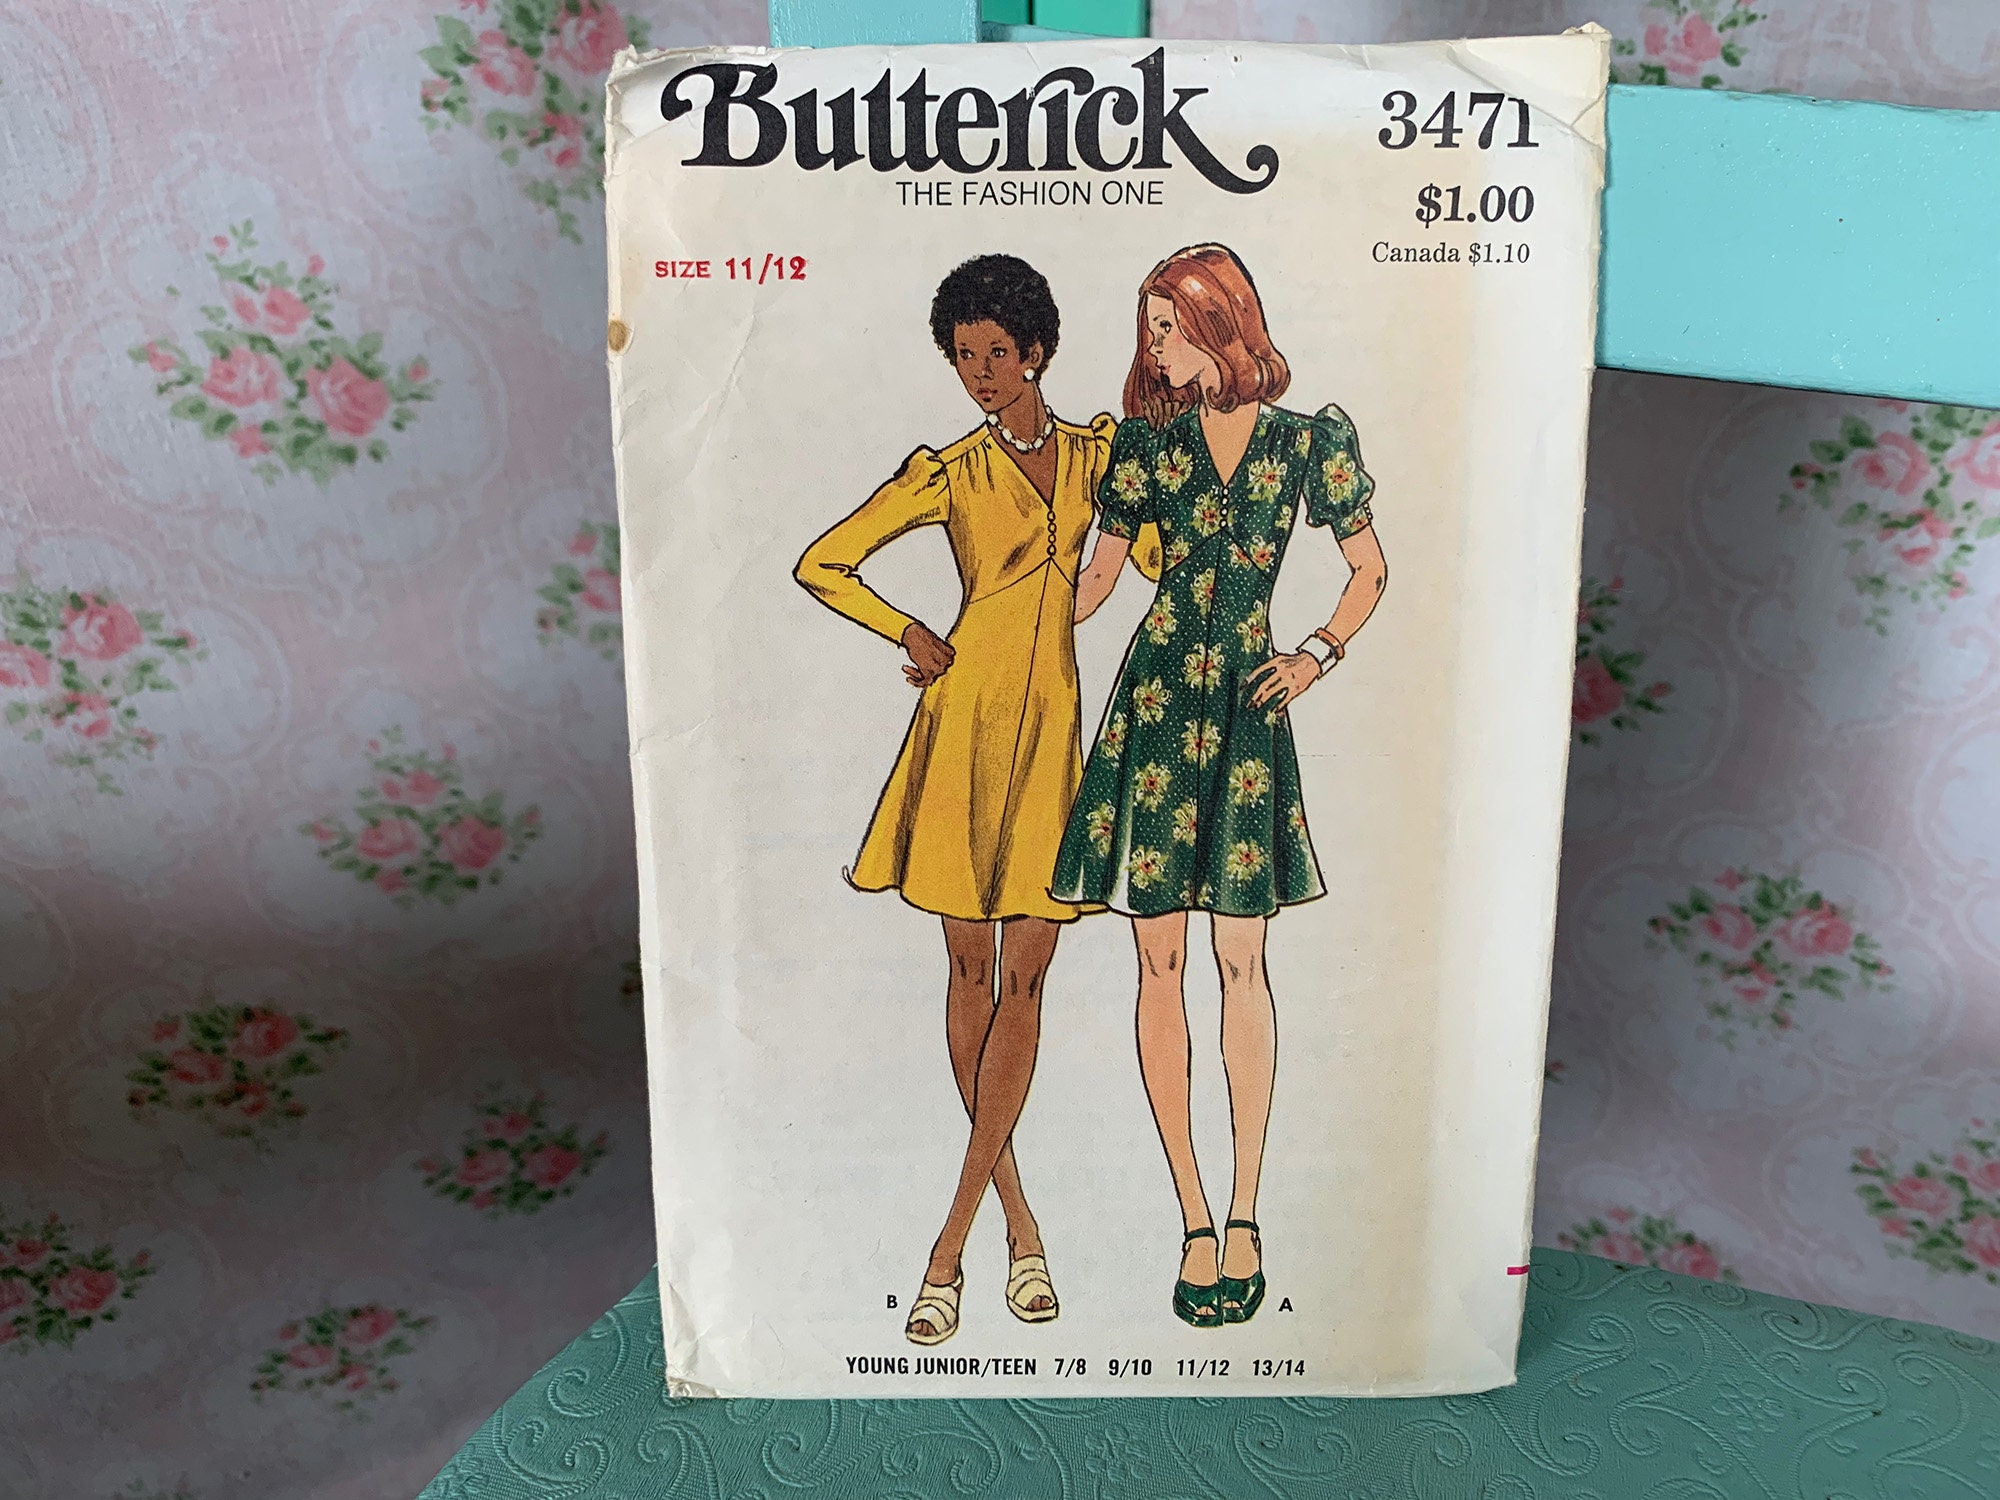 Butterick
THE FASHION ONE
3471
$1.00
Canada $1.10
SIZE 11/12
B
A
YOUNG JUNIOR/TEEN 7/8 9/10 11/12 13/14